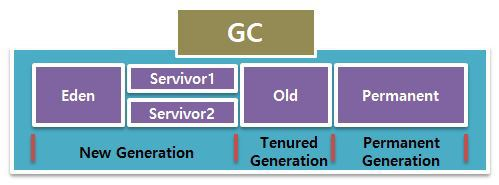 GC
Eden
Servivor1
Servivor2
Old
Permanent
New Generation
Tenured
Generation
Permanent
Generation